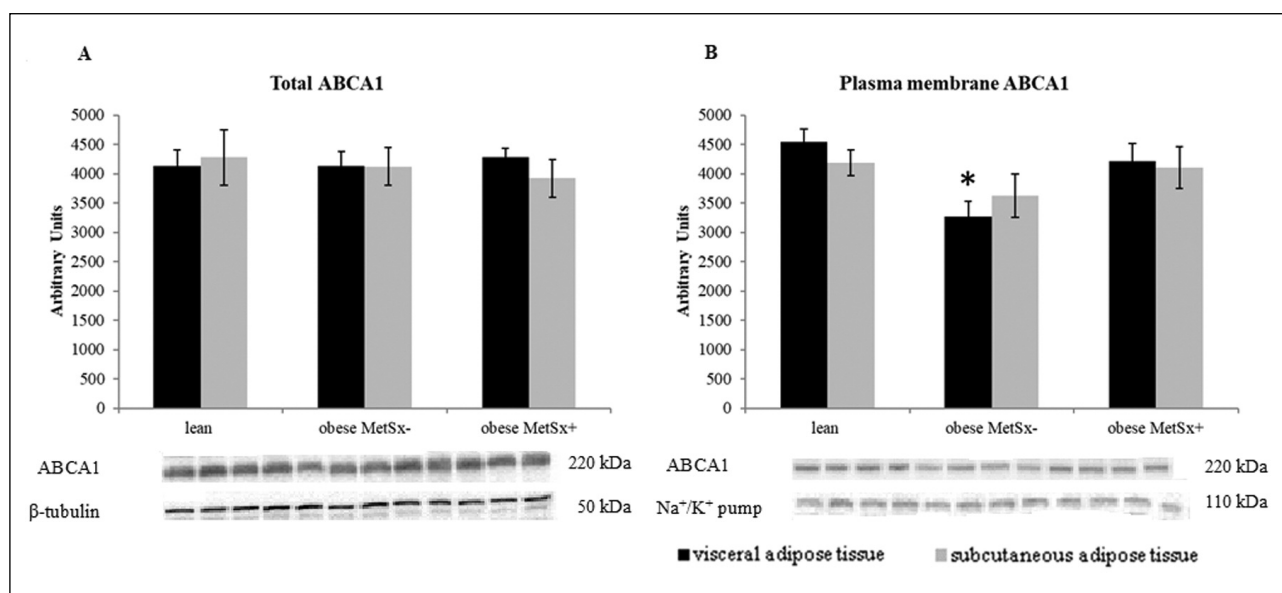 A
Total ABCA1
Arbitrary Units
5000
4500
4000
3500
3000
2500
2000
1500
1000
500
0
lean obese MetSx- obese MetSx+
ABCA1 220 kDa
β-tubulin 50 kDa
B
Plasma membrane ABCA1
Arbitrary Units
5000
4500
4000
3500
3000
2500
2000
1500
1000
500
0
*
lean obese MetSx- obese MetSx+
ABCA1 220 kDa
Na⁺/K⁺ pump 110 kDa
visceral adipose tissue subcutaneous adipose tissue